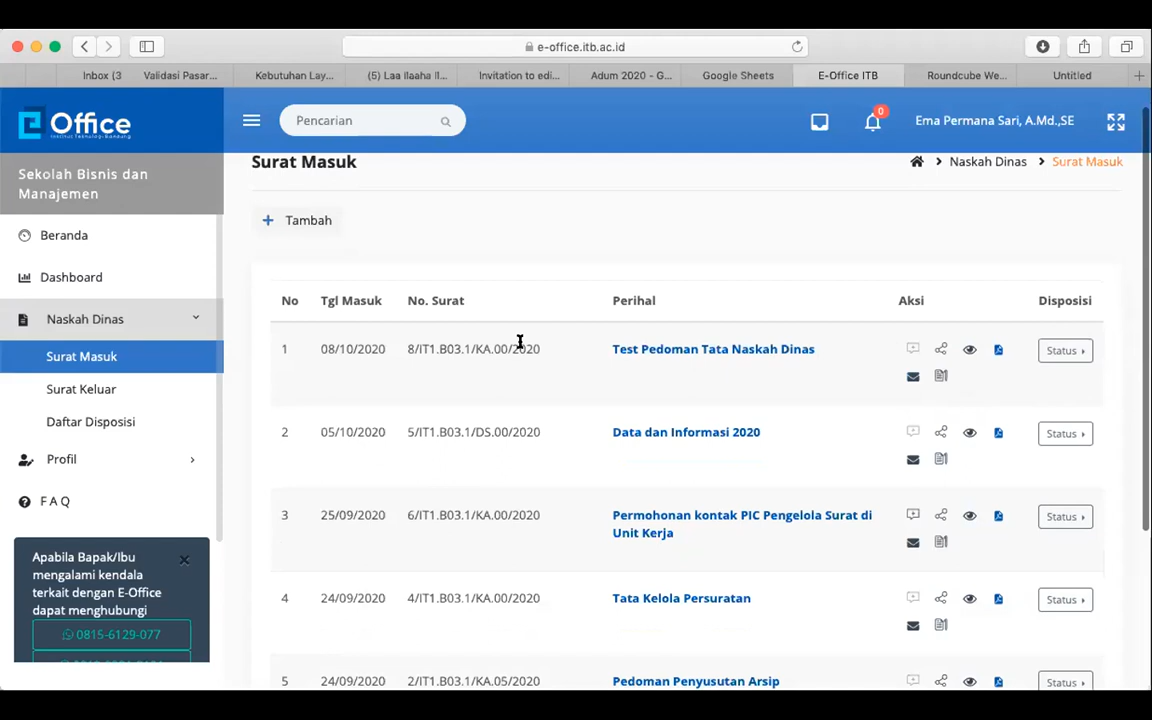 e-office.itb.ac.id
Inbox (3
Validasi Pasar...
Kebutuhan Lay...
(5) Laa ilaaha Il...
Invitation to edi...
Adum 2020 - G...
Google Sheets
E-Office ITB
Roundcube We...
Untitled
Office
Institut Teknologi Bandung
Pencarian
0
Ema Permana Sari, A.Md.,SE
Sekolah Bisnis dan
Manajemen
Beranda
Dashboard
Naskah Dinas
Surat Masuk
Surat Keluar
Daftar Disposisi
Profil
F A Q
Apabila Bapak/Ibu
mengalami kendala
terkait dengan E-Office
dapat menghubungi
0815-6129-077
Surat Masuk
Naskah Dinas
Surat Masuk
Tambah
No Tgl Masuk No. Surat Perihal Aksi Disposisi
1 08/10/2020 8/IT1.B03.1/KA.00/2020 Test Pedoman Tata Naskah Dinas Status
2 05/10/2020 5/IT1.B03.1/DS.00/2020 Data dan Informasi 2020 Status
3 25/09/2020 6/IT1.B03.1/KA.00/2020 Permohonan kontak PIC Pengelola Surat di Status
Unit Kerja
4 24/09/2020 4/IT1.B03.1/KA.00/2020 Tata Kelola Persuratan Status
5 24/09/2020 2/IT1.B03.1/KA.05/2020 Pedoman Penyusutan Arsip Status